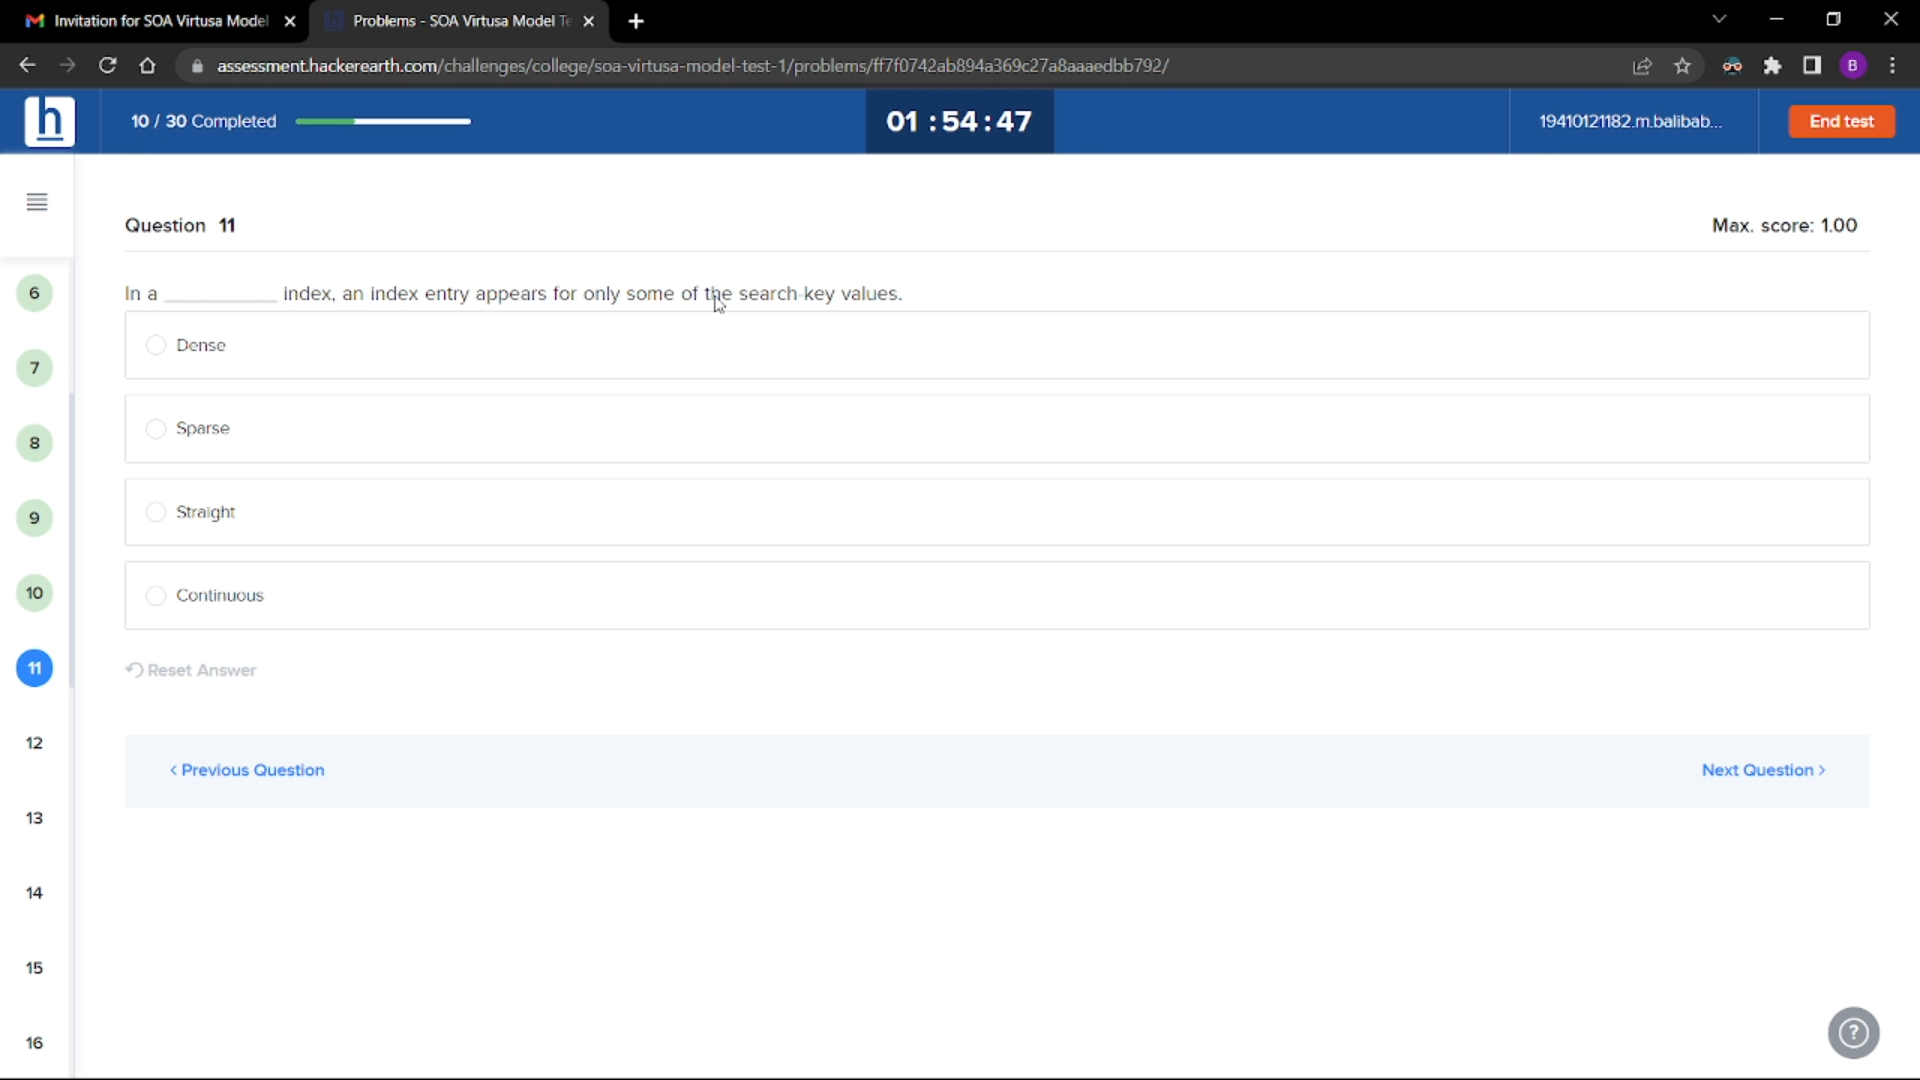 Invitation for SOA Virtusa Model
Problems - SOA Virtusa Model Te
assessment.hackerearth.com/challenges/college/soa-virtusa-model-test-1/problems/ff7f0742ab894a369c27a8aaaedbb792/
B
h
10 / 30 Completed
01 : 54 : 47
19410121182.m.balibab...
End test
Question 11
Max. score: 1.00
In a ____________ index, an index entry appears for only some of the search-key values.
Dense
Sparse
Straight
Continuous
Reset Answer
< Previous Question
Next Question >
6
7
8
9
10
11
12
13
14
15
16
?